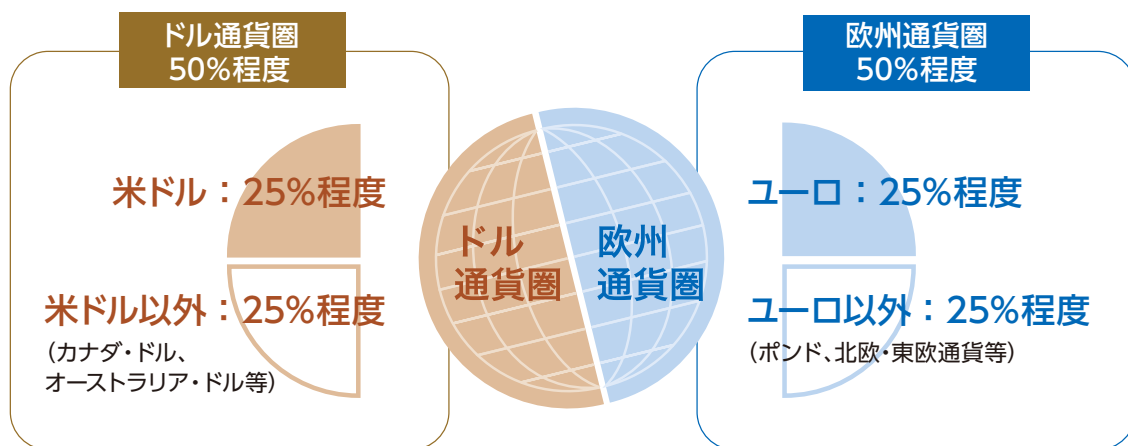 ドル通貨圏
50%程度
米ドル：25%程度
米ドル以外：25%程度
（カナダ・ドル、
オーストラリア・ドル等）
ドル
通貨圏
欧州
通貨圏
欧州通貨圏
50%程度
ユーロ：25%程度
ユーロ以外：25%程度
（ポンド、北欧・東欧通貨等）